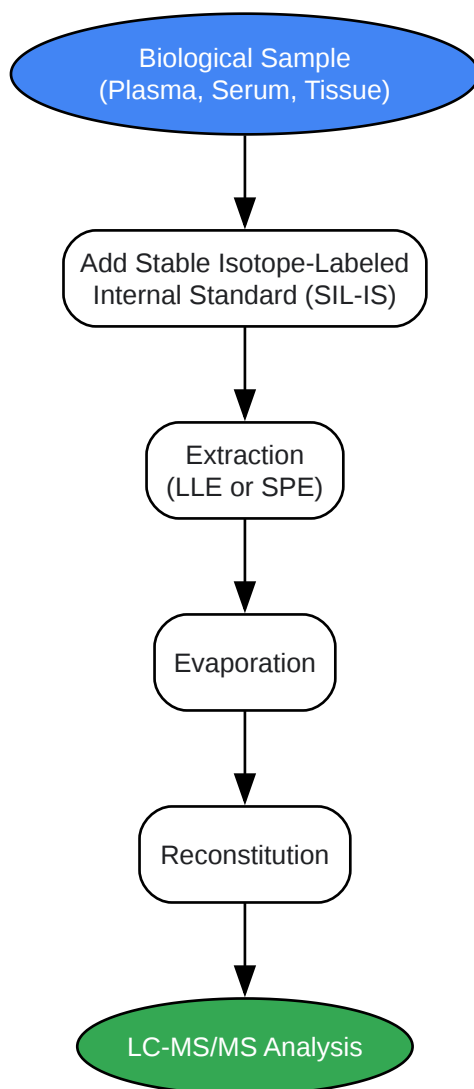 Biological Sample
(Plasma, Serum, Tissue)
Add Stable Isotope-Labeled
Internal Standard (SIL-IS)
Extraction
(LLE or SPE)
Evaporation
Reconstitution
LC-MS/MS Analysis